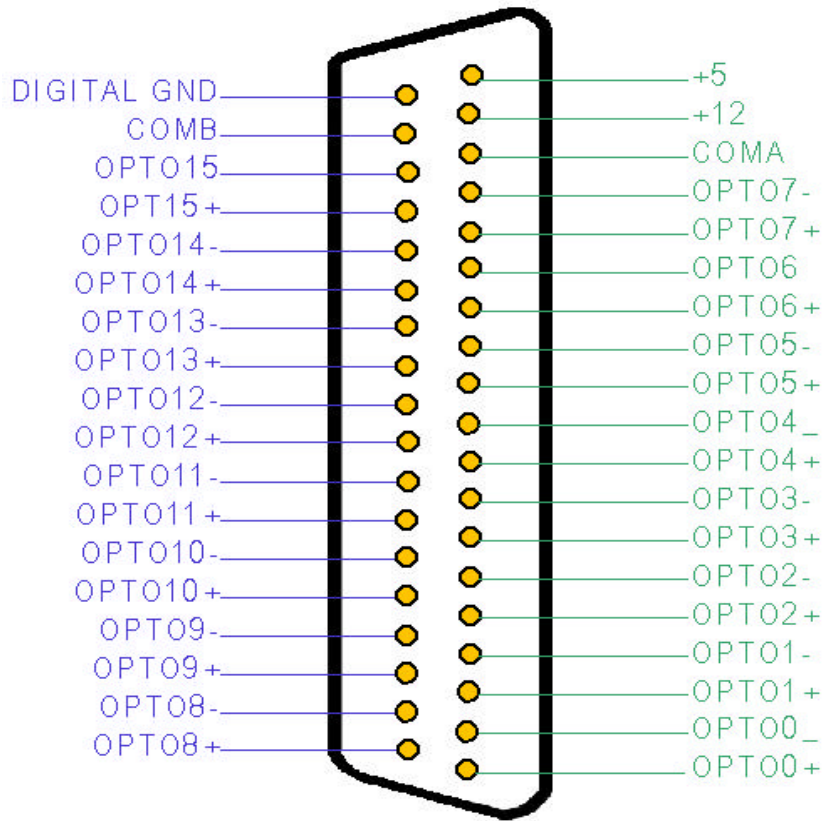 DIGITAL GND
COMB
OPTO15
OPT15+
OPTO14-
OPTO14+
OPTO13-
OPTO13+
OPTO12-
OPTO12+
OPTO11-
OPTO11+
OPTO10-
OPTO10+
OPTO9-
OPTO9+
OPTO8-
OPTO8+
+5
+12
COMA
OPTO7-
OPTO7+
OPTO6
OPTO6+
OPTO5-
OPTO5+
OPTO4_
OPTO4+
OPTO3-
OPTO3+
OPTO2-
OPTO2+
OPTO1-
OPTO1+
OPTO0_
OPTO0+